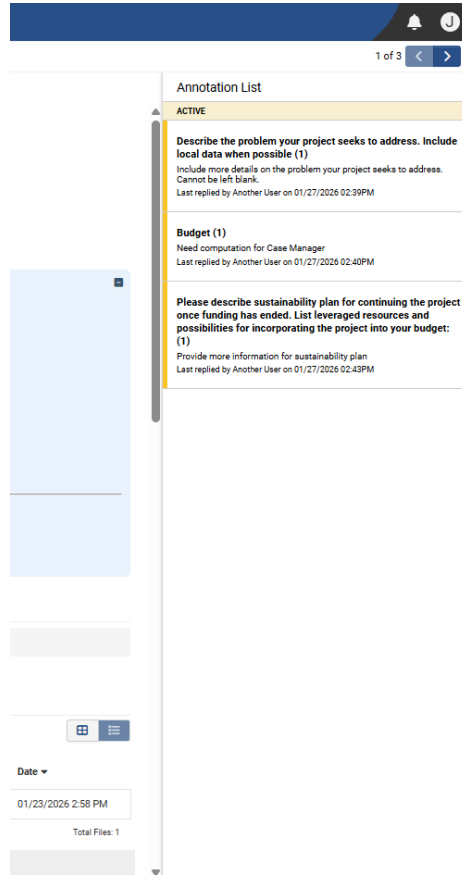 J
1 of 3
Annotation List
ACTIVE
Describe the problem your project seeks to address. Include
local data when possible (1)
Include more details on the problem your project seeks to address.
Cannot be left blank.
Last replied by Another User on 01/27/2026 02:39PM
Budget (1)
Need computation for Case Manager
Last replied by Another User on 01/27/2026 02:40PM
Please describe sustainability plan for continuing the project
once funding has ended. List leveraged resources and
possibilities for incorporating the project into your budget:
(1)
Provide more information for sustainability plan
Last replied by Another User on 01/27/2026 02:43PM
Date
01/23/2026 2:58 PM
Total Files: 1